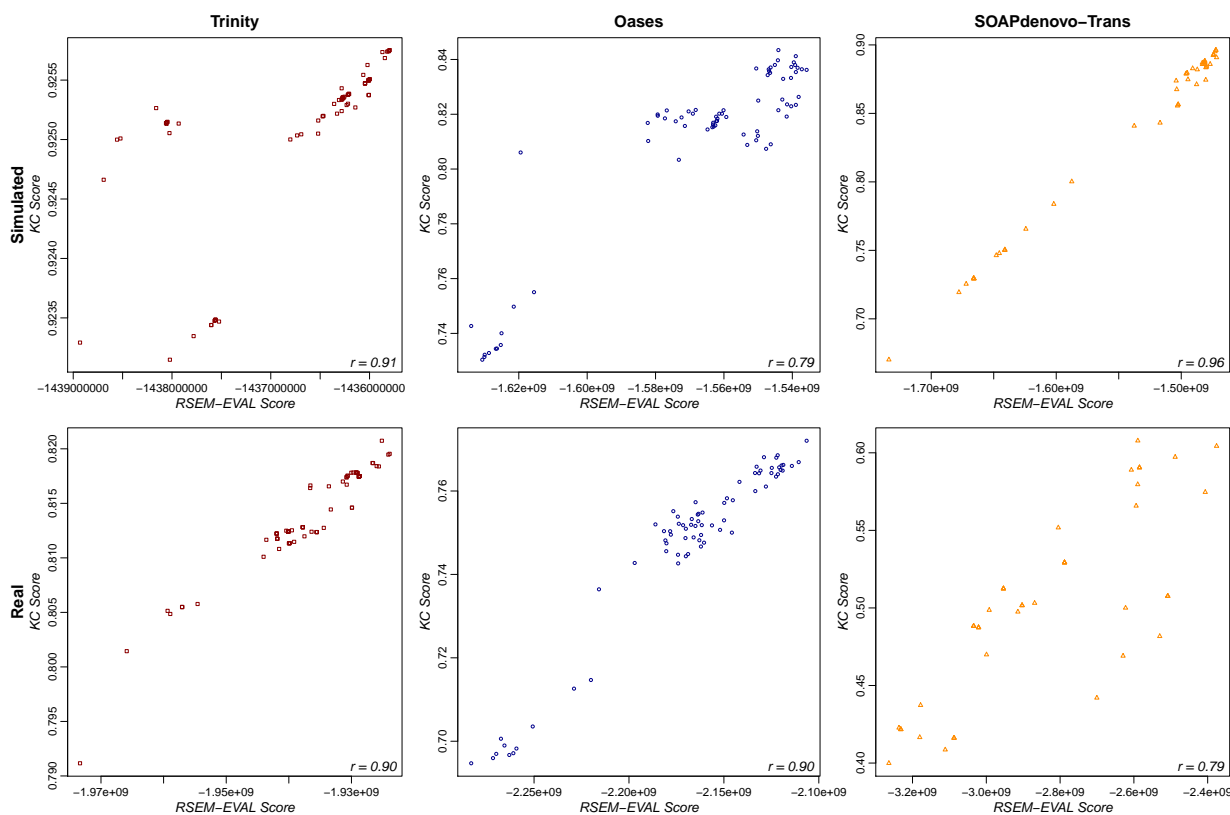 Trinity
Oases
SOAPdenovo−Trans
Simulated
KC Score
0.9235 0.9240 0.9245 0.9250 0.9255
r = 0.91
−1439000000 −1438000000 −1437000000 −1436000000
RSEM−EVAL Score
KC Score
0.74 0.76 0.78 0.80 0.82 0.84
r = 0.79
−1.62e+09 −1.60e+09 −1.58e+09 −1.56e+09 −1.54e+09
RSEM−EVAL Score
KC Score
0.70 0.75 0.80 0.85 0.90
r = 0.96
−1.70e+09 −1.60e+09 −1.50e+09
RSEM−EVAL Score
Real
KC Score
0.790 0.795 0.800 0.805 0.810 0.815 0.820
r = 0.90
−1.97e+09 −1.95e+09 −1.93e+09
RSEM−EVAL Score
KC Score
0.70 0.72 0.74 0.76
r = 0.90
−2.25e+09 −2.20e+09 −2.15e+09 −2.10e+09
RSEM−EVAL Score
KC Score
0.40 0.45 0.50 0.55 0.60
r = 0.79
−3.2e+09 −3.0e+09 −2.8e+09 −2.6e+09 −2.4e+09
RSEM−EVAL Score